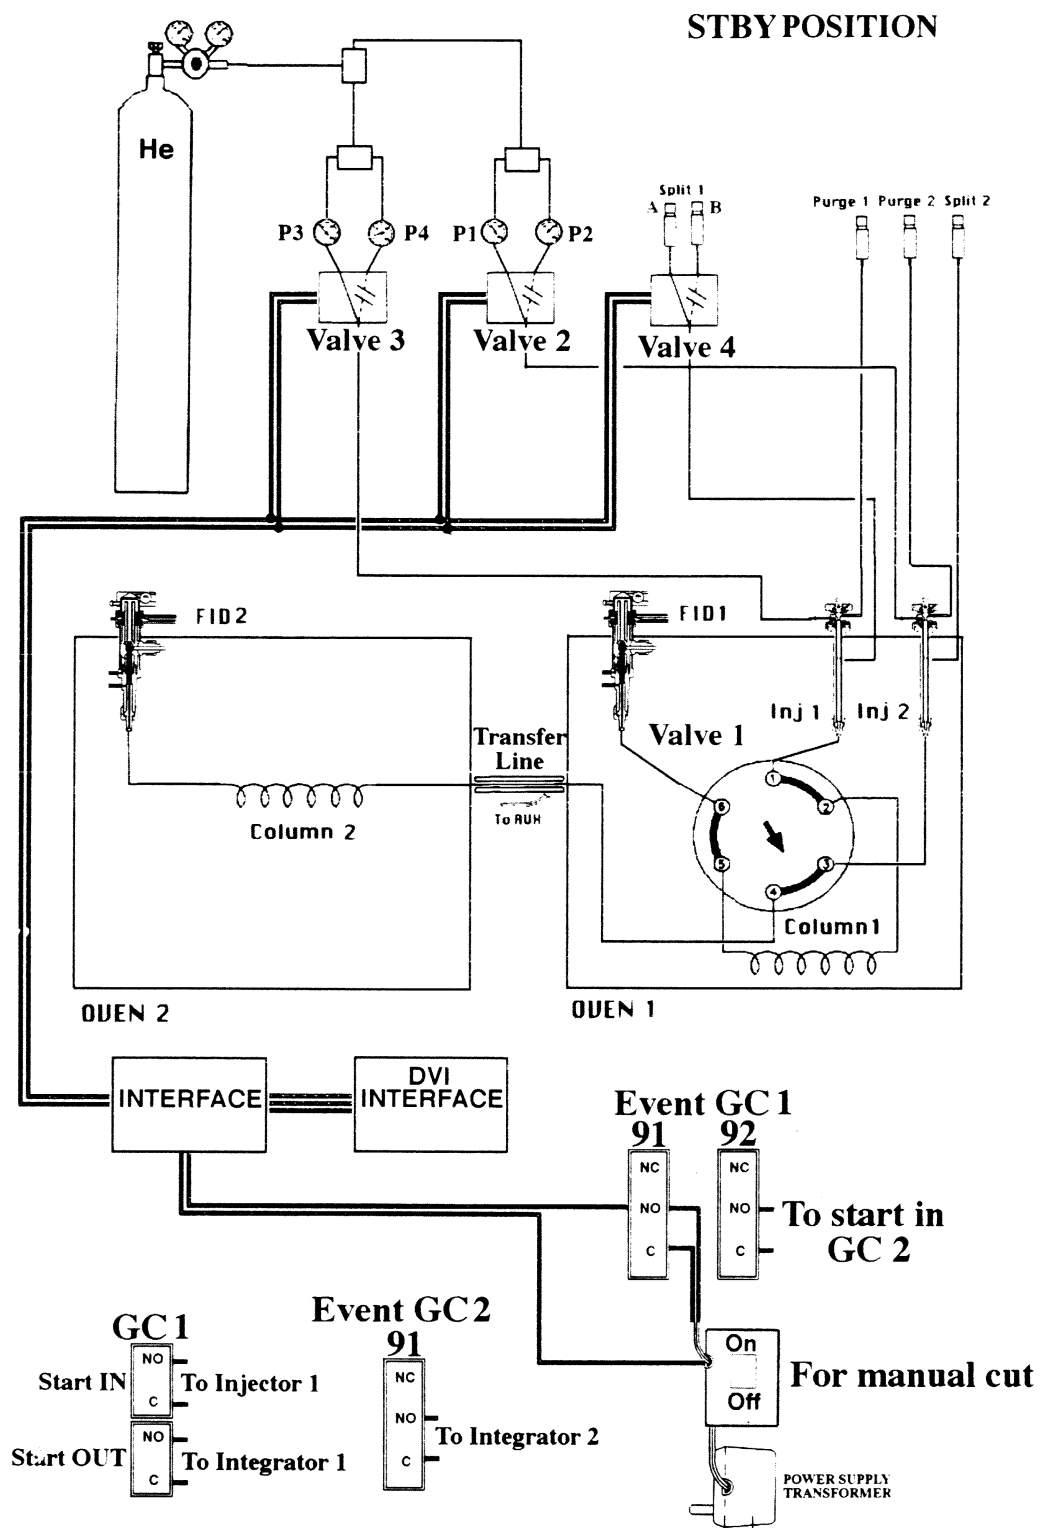 STBY POSITION
He
Split 1
A
B
Purge 1
Purge 2
Split 2
P3
P4
P1
P2
Valve 3
Valve 2
Valve 4
FID2
FID1
Inj 1
Inj 2
Transfer
Line
Valve 1
To AUX
1
2
3
4
5
6
Column 2
Column1
OVEN 2
OVEN 1
INTERFACE
DVI
INTERFACE
Event GC 1
91
92
NC
NO
C
NC
NO
C
To start in
GC 2
GC 1
Start IN
NO
C
To Injector 1
Start OUT
NO
C
To Integrator 1
Event GC 2
91
NC
NO
C
To Integrator 2
On
Off
For manual cut
POWER SUPPLY
TRANSFORMER